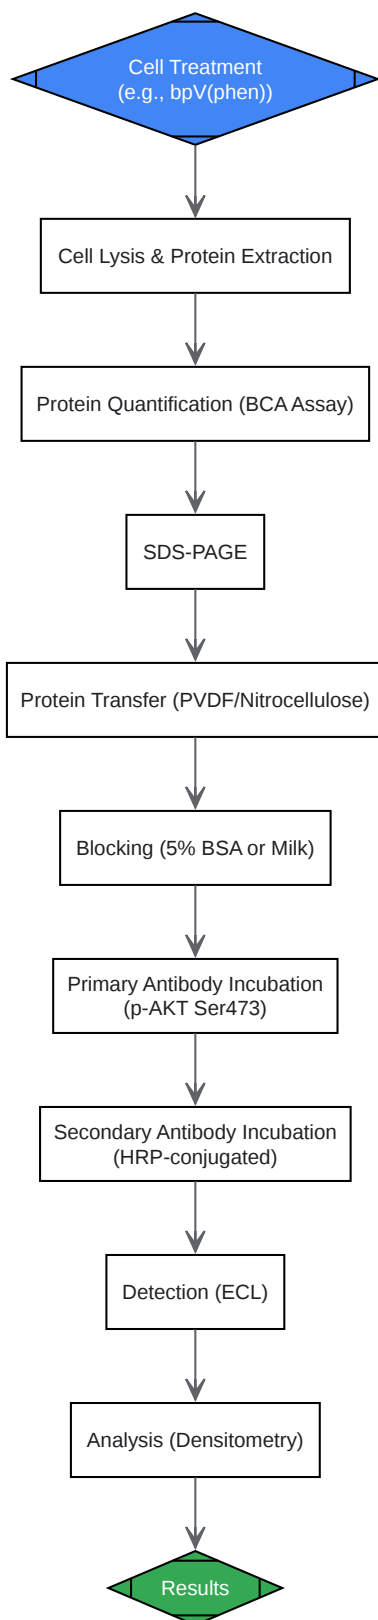 Cell Treatment
(e.g., bpV(phen))
Cell Lysis & Protein Extraction
Protein Quantification (BCA Assay)
SDS-PAGE
Protein Transfer (PVDF/Nitrocellulose)
Blocking (5% BSA or Milk)
Primary Antibody Incubation
(p-AKT Ser473)
Secondary Antibody Incubation
(HRP-conjugated)
Detection (ECL)
Analysis (Densitometry)
Results